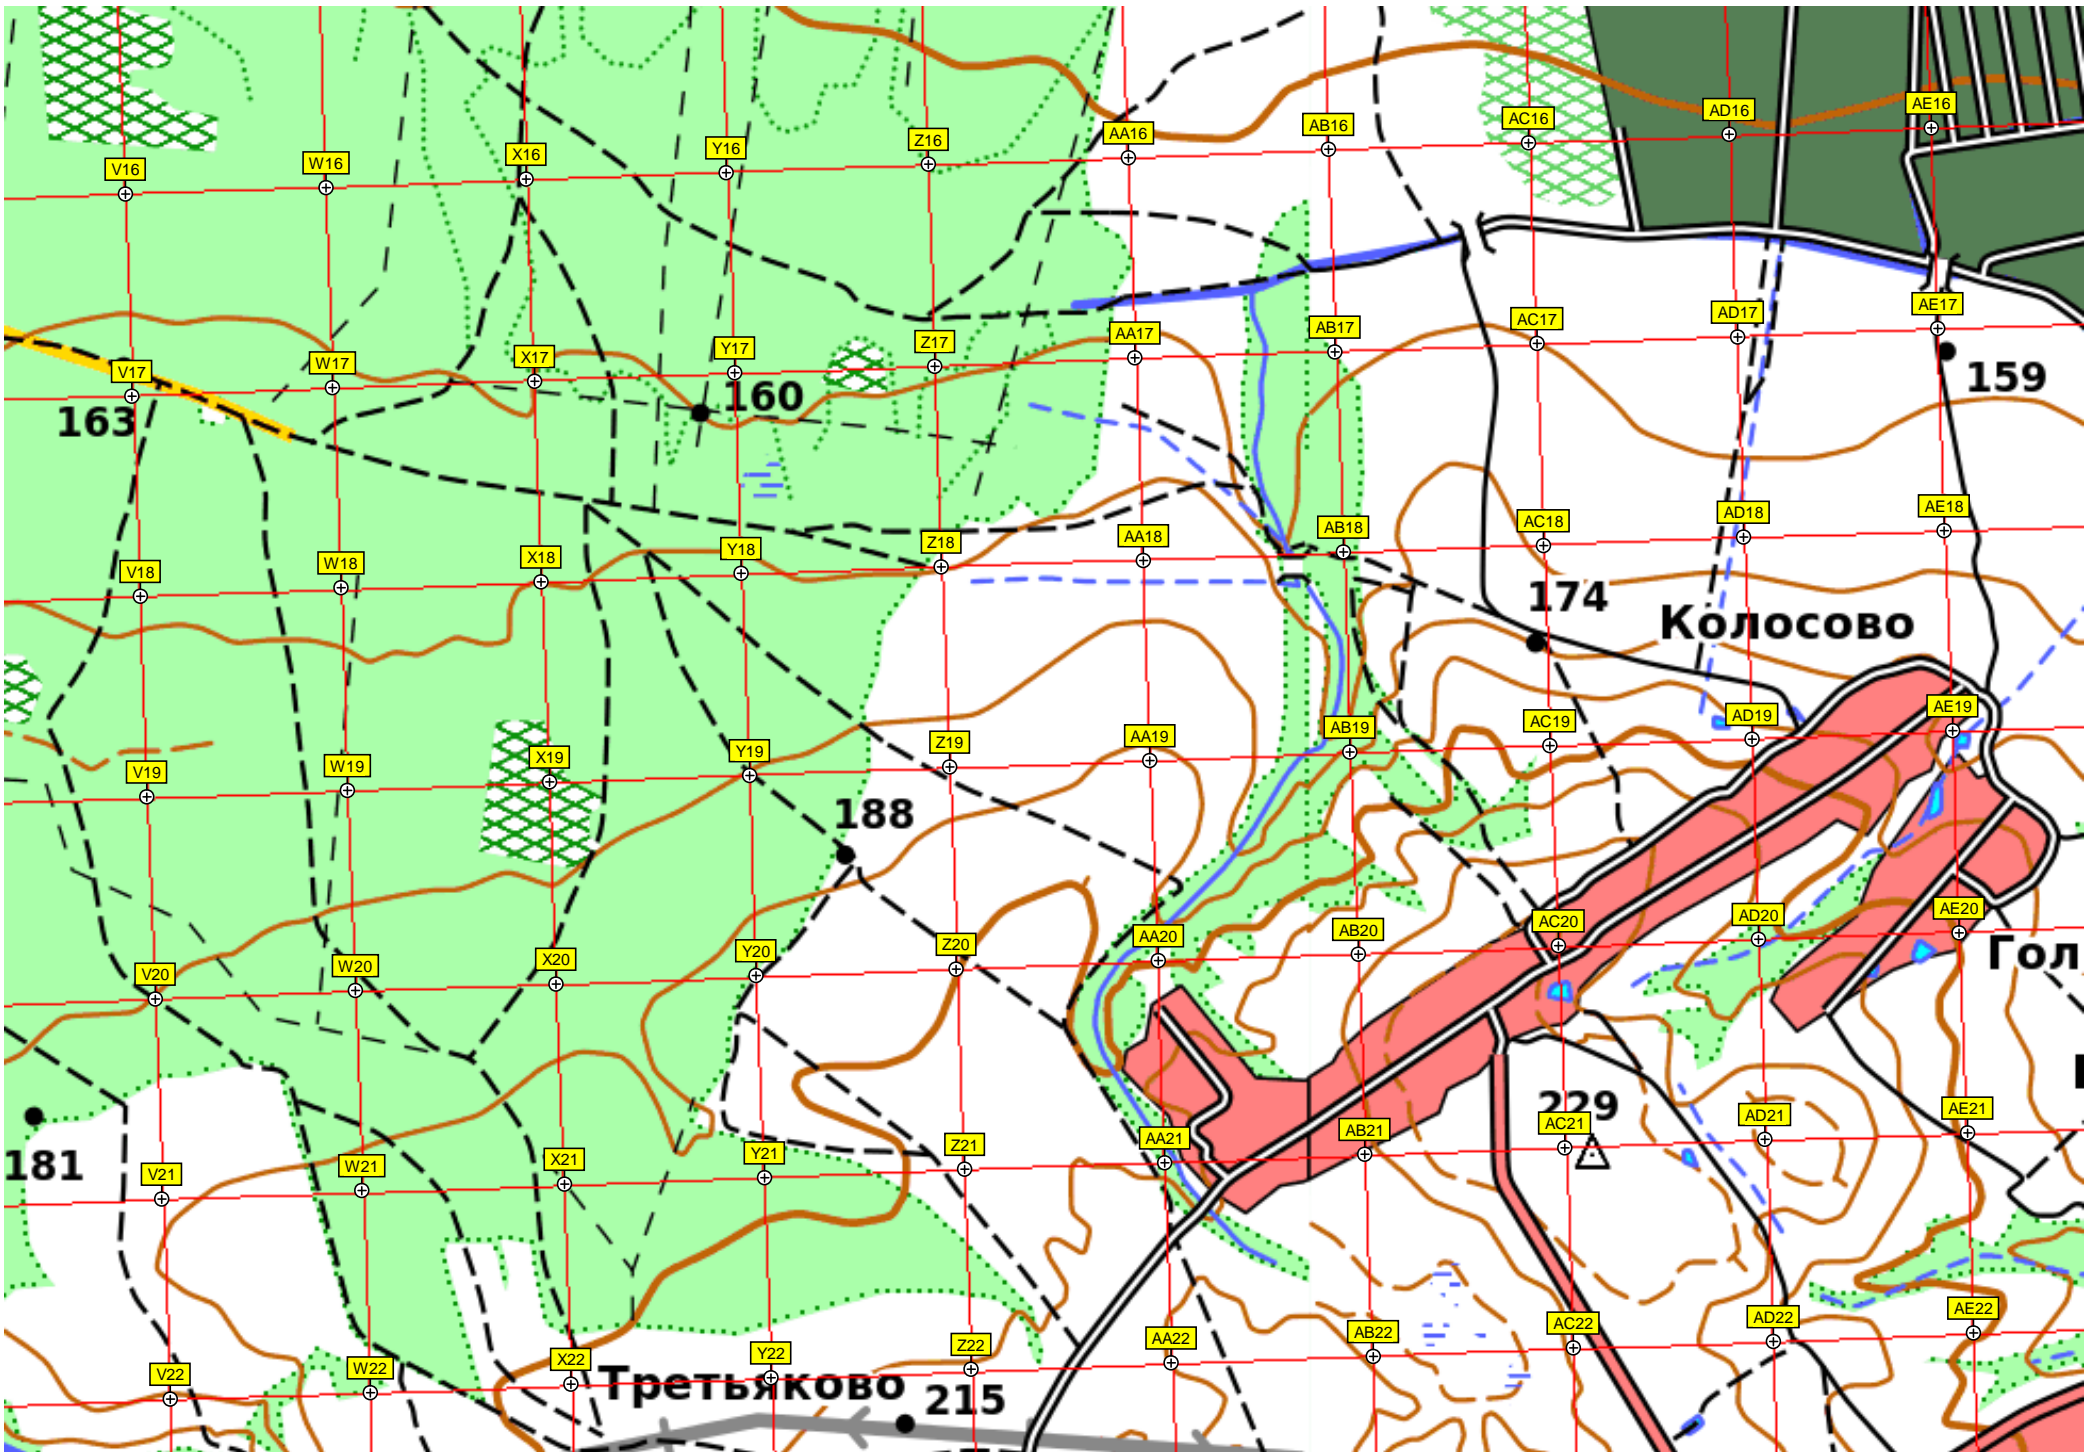 V16 W16 X16 Y16 Z16 AA16 AB16 AC16 AD16 AE16
V17 W17 X17 Y17 Z17 AA17 AB17 AC17 AD17 AE17
163 160 159
V18 W18 X18 Y18 Z18 AA18 AB18 AC18 AD18 AE18
174 Колосово
V19 W19 X19 Y19 Z19 AA19 AB19 AC19 AD19 AE19
188
V20 W20 X20 Y20 Z20 AA20 AB20 AC20 AD20 AE20
Гол
229
181
V21 W21 X21 Y21 Z21 AA21 AB21 AC21 AD21 AE21
V22 W22 X22 Y22 Z22 AA22 AB22 AC22 AD22 AE22
Третьяково 215